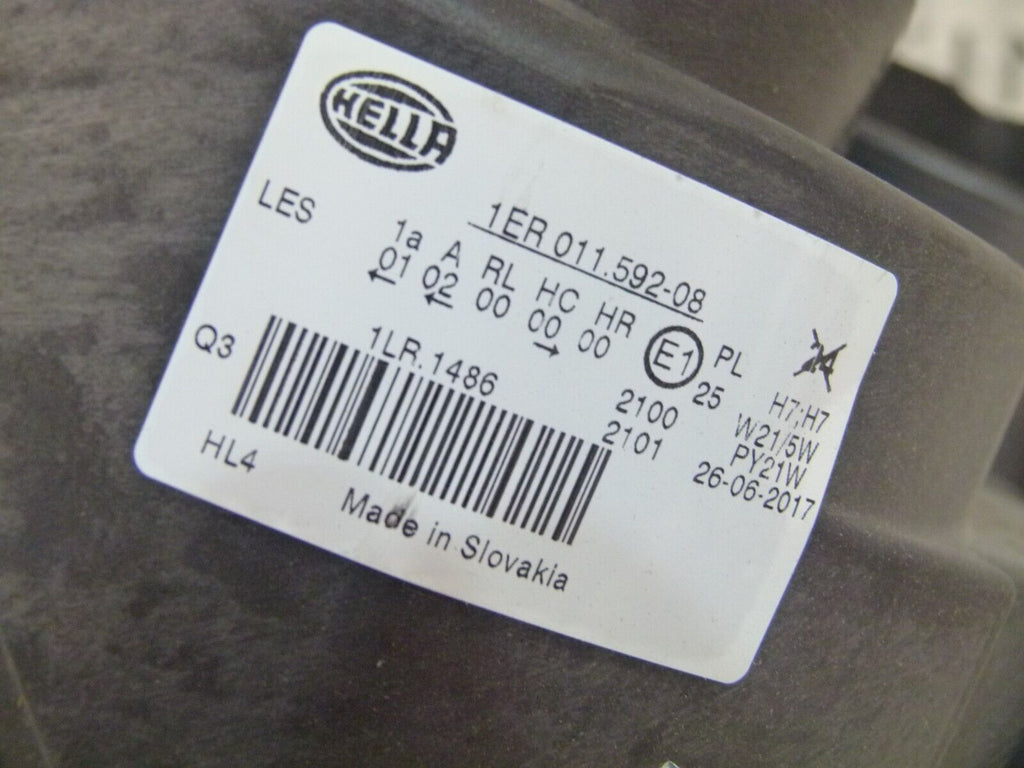 HELLA
LES
1ER 011.592-08
1a A RL HC HR E1 PL
01 02 00 00 00 25
← ← →
24
Q3
1LR.1486
2100
2101
H7;H7
W21/5W
PY21W
26-06-2017
HL4
Made in Slovakia